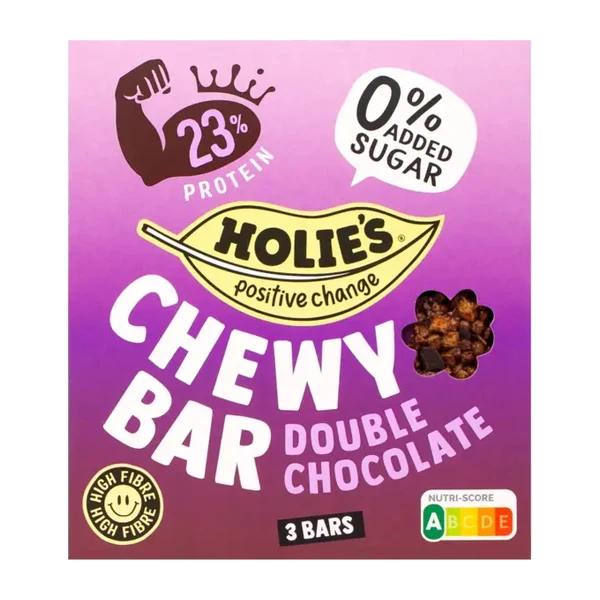 23%
PROTEIN
0%
ADDED
SUGAR
HOLIE'S®
positive change
CHEWY
BAR
DOUBLE
CHOCOLATE
HIGH FIBRE
HIGH FIBRE
3 BARS
NUTRI-SCORE
A B C D E